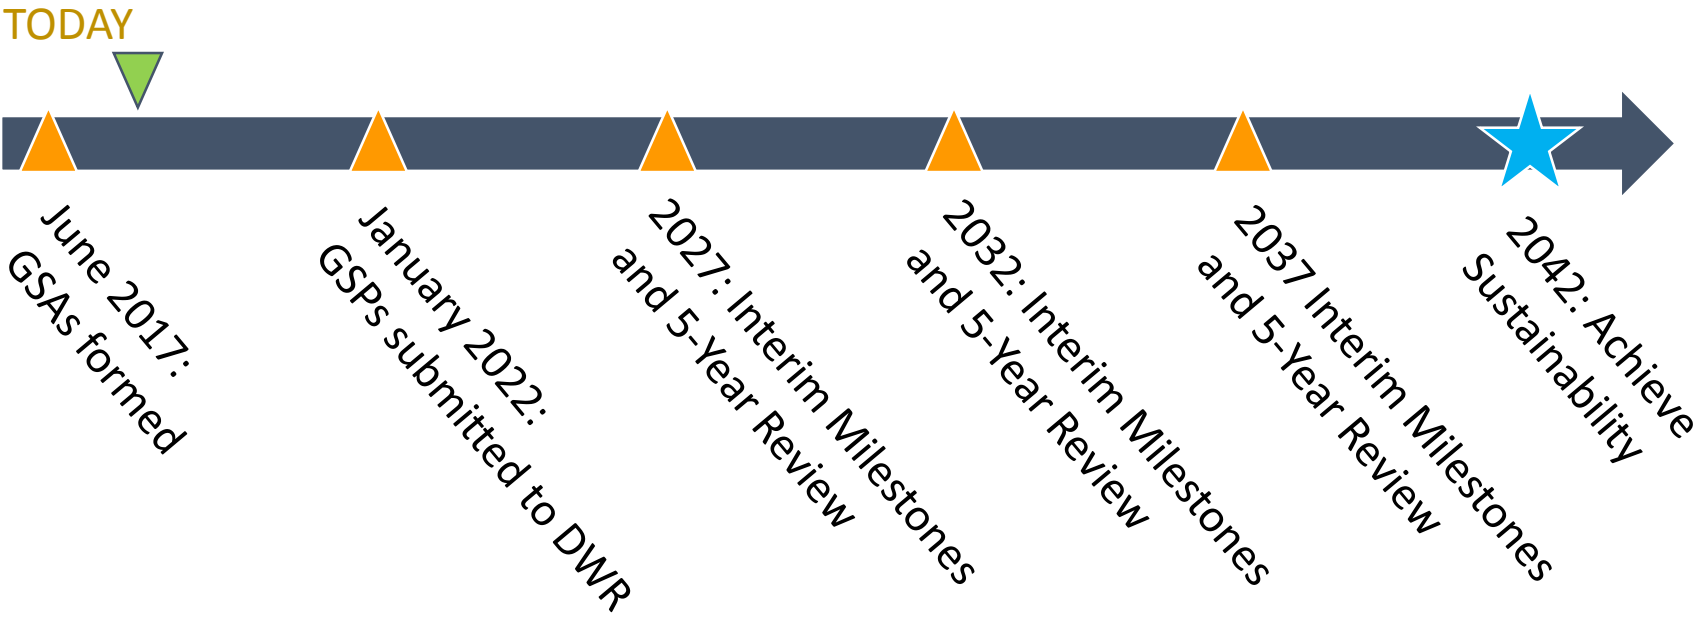 TODAY
June 2017:
GSAs formed
January 2022:
GSPs submitted to DWR
2027: Interim Milestones
and 5-Year Review
2032: Interim Milestones
and 5-Year Review
2037 Interim Milestones
and 5-Year Review
2042: Achieve
Sustainability